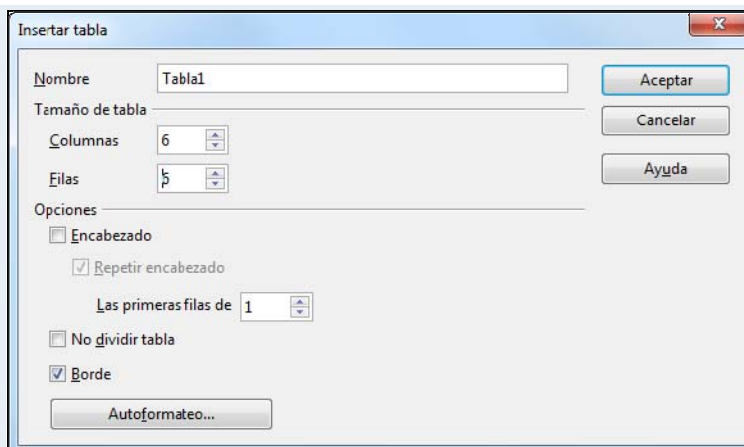 Insertar tabla
Nombre Tabla1 Aceptar
Tamaño de tabla
Cancelar
Columnas 6
Filas 5 Ayuda
Opciones
Encabezado
Repetir encabezado
Las primeras filas de 1
No dividir tabla
Borde
Autoformateo...